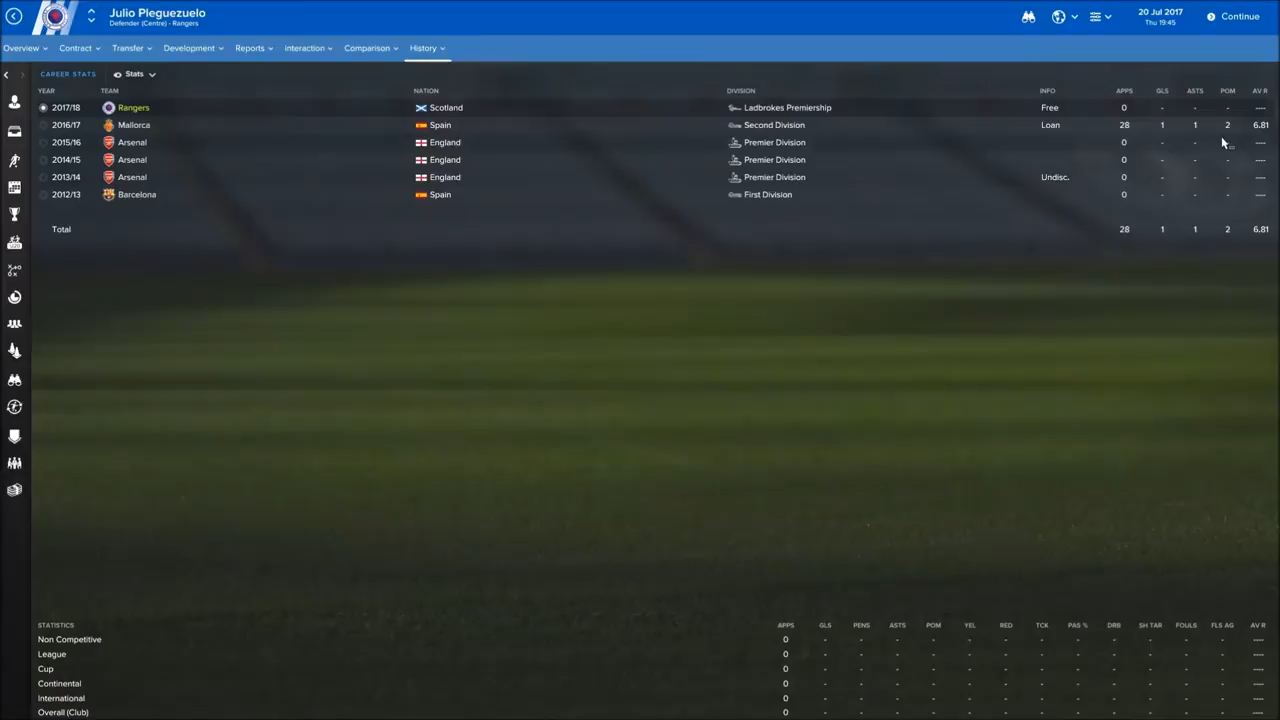 Julio Pleguezuelo
Defender (Centre) - Rangers
20 Jul 2017
Thu 19:45
Continue
Overview Contract Transfer Development Reports Interaction Comparison History
CAREER STATS Stats
YEAR TEAM NATION DIVISION INFO APPS GLS ASTS POM AV R
2017/18 Rangers Scotland Ladbrokes Premiership Free 0 - - - ----
2016/17 Mallorca Spain Second Division Loan 28 1 1 2 6.81
2015/16 Arsenal England Premier Division 0 - - - ----
2014/15 Arsenal England Premier Division 0 - - - ----
2013/14 Arsenal England Premier Division Undisc. 0 - - - ----
2012/13 Barcelona Spain First Division 0 - - - ----
Total 28 1 1 2 6.81
STATISTICS APPS GLS PENS ASTS POM YEL RED TCK PAS % DRB SH TAR FOULS FLS AG AV R
Non Competitive 0 - - - - - - - - - - - - ----
League 0 - - - - - - - - - - - - ----
Cup 0 - - - - - - - - - - - - ----
Continental 0 - - - - - - - - - - - - ----
International 0 - - - - - - - - - - - - ----
Overall (Club) 0 - - - - - - - - - - - - ----